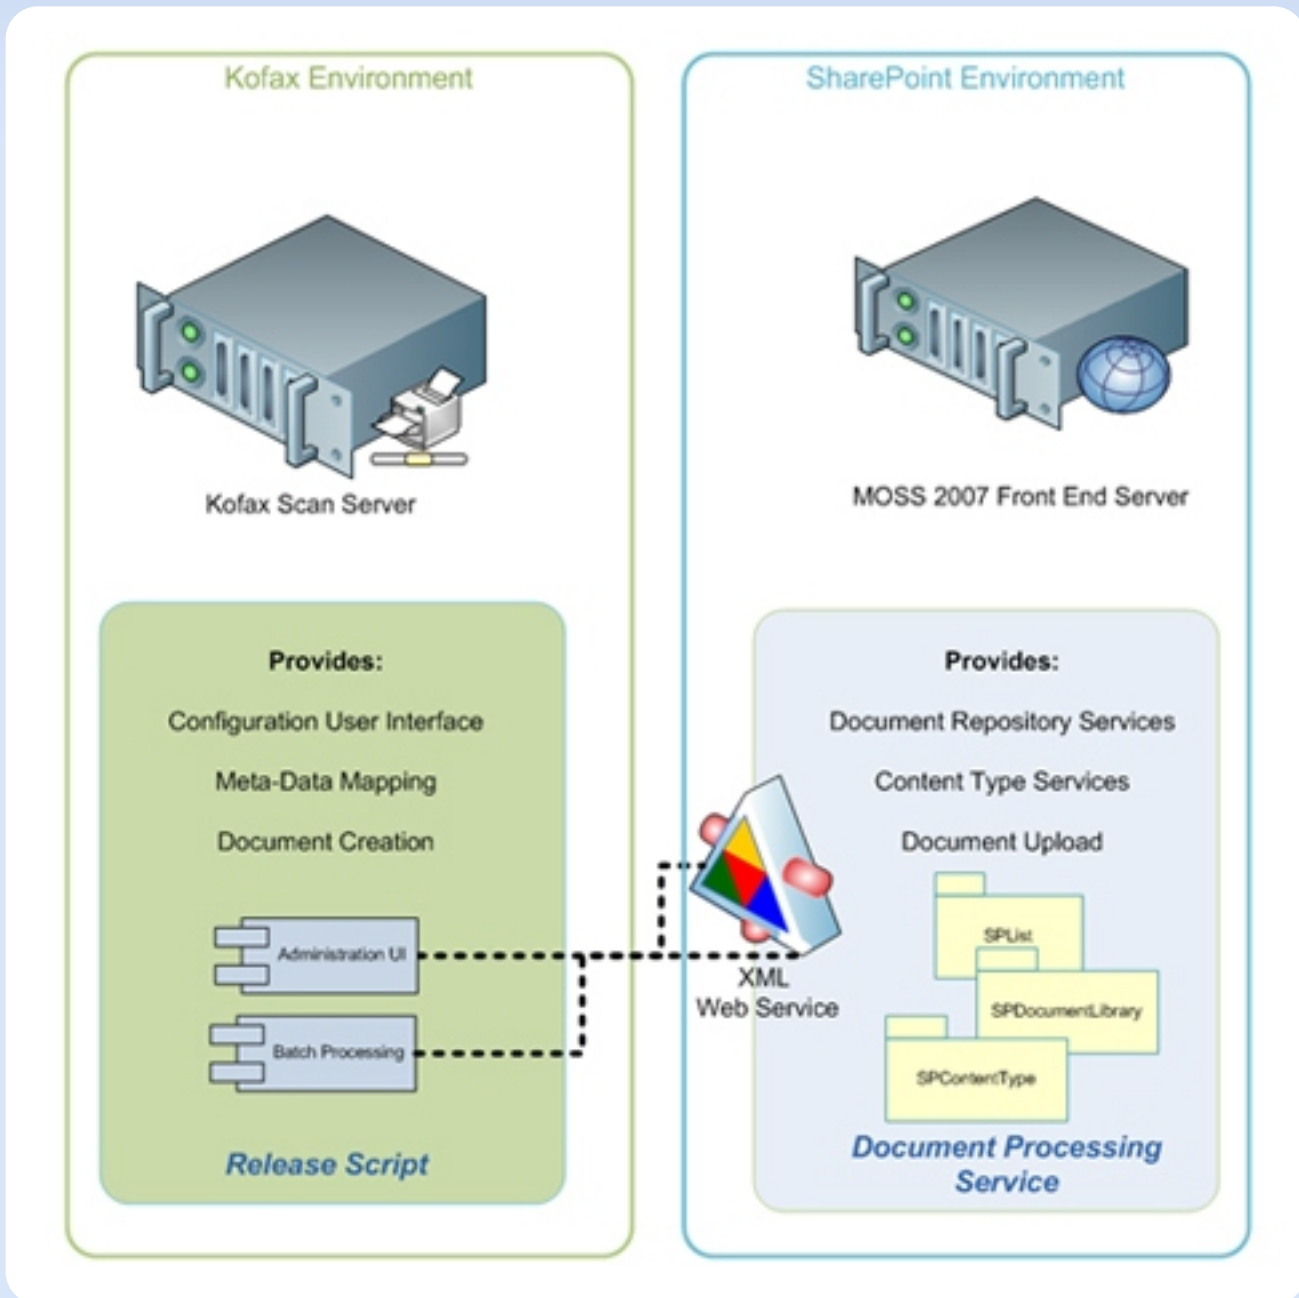 Kofax Environment
Kofax Scan Server
Provides:
Configuration User Interface
Meta-Data Mapping
Document Creation
Administration UI
Batch Processing
Release Script
SharePoint Environment
MOSS 2007 Front End Server
Provides:
Document Repository Services
Content Type Services
Document Upload
XML
Web Service
SPList
SPDocumentLibrary
SPContentType
Document Processing
Service